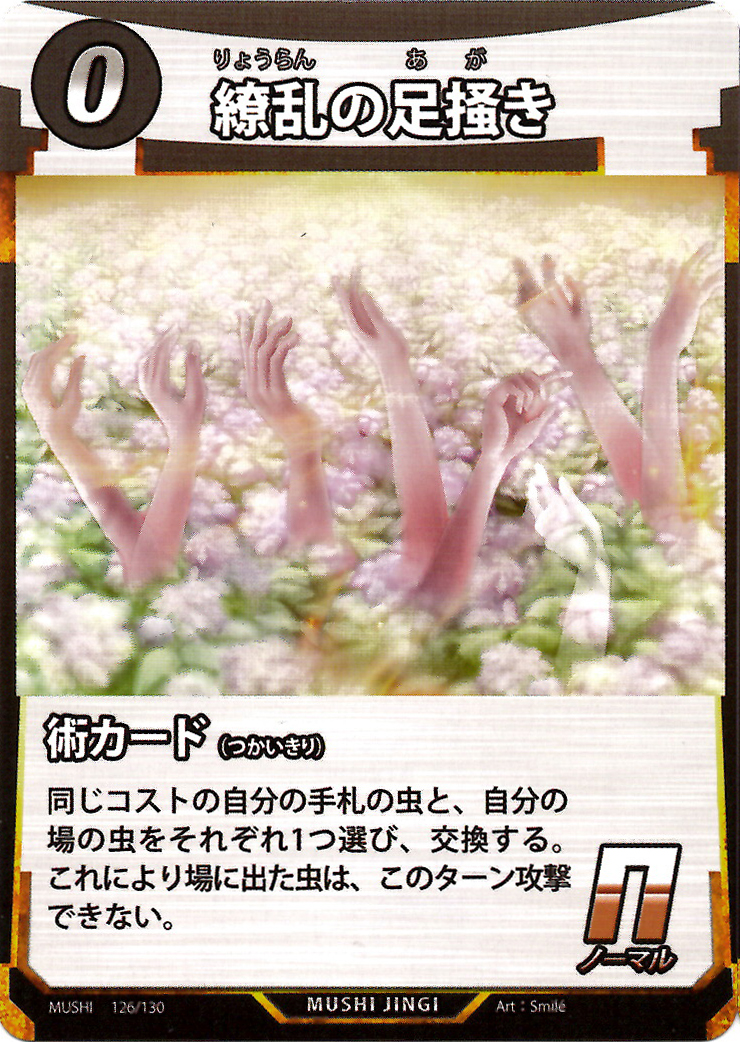 0
りょうらん あが
繚乱の足掻き
術カード (つかいきり)
同じコストの自分の手札の虫と、自分の
場の虫をそれぞれ1つ選び、交換する。
これにより場に出た虫は、このターン攻撃
できない。
ノーマル
MUSHI 126/130
MUSHI JINGI
Art：Smilé